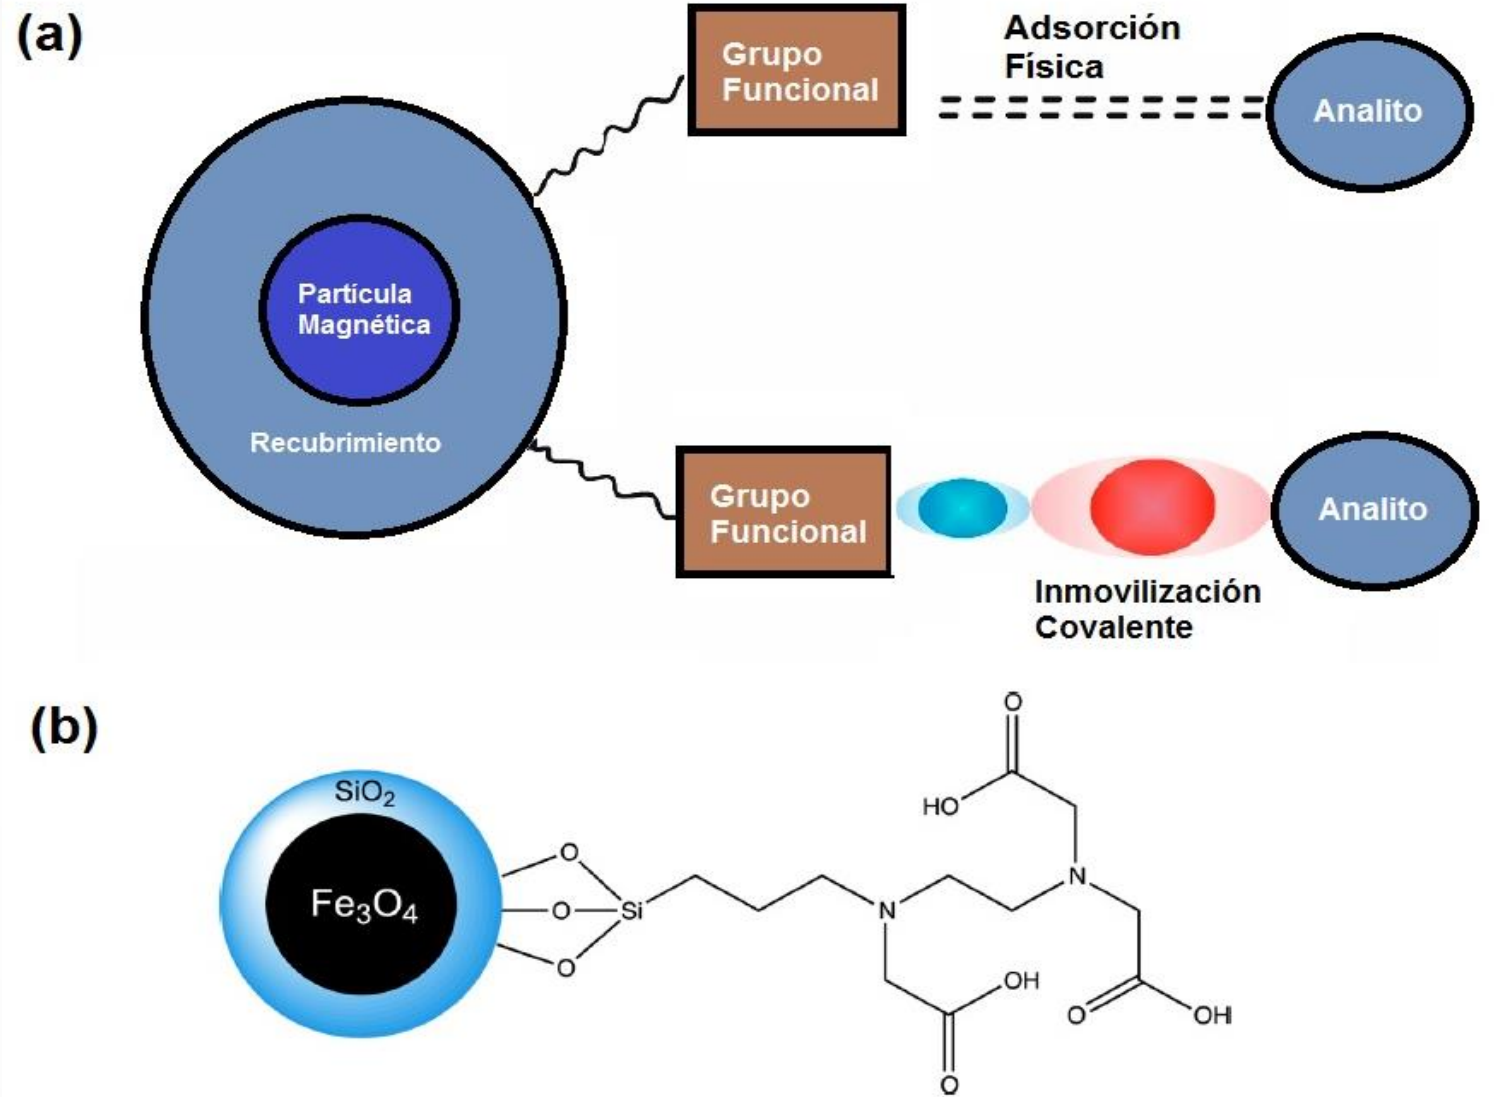 (a)
Grupo
Funcional
Adsorción
Física
Analito
Partícula
Magnética
Recubrimiento
Grupo
Funcional
Analito
Inmovilización
Covalente
(b)
SiO2
Fe3O4
O
O
O
Si
N
N
O
HO
OH
O
O
OH